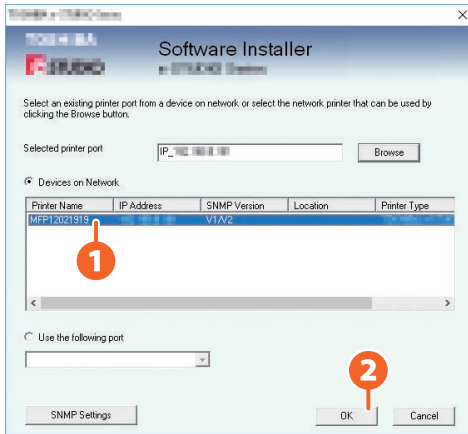 Software Installer
Select an existing printer port from a device on network or select the network printer that can be used by
clicking the Browse button.
Selected printer port
IP_
Browse
Devices on Network
Printer Name IP Address SNMP Version Location Printer Type
MFP12021919 V1/V2
1
Use the following port
2
SNMP Settings
OK
Cancel